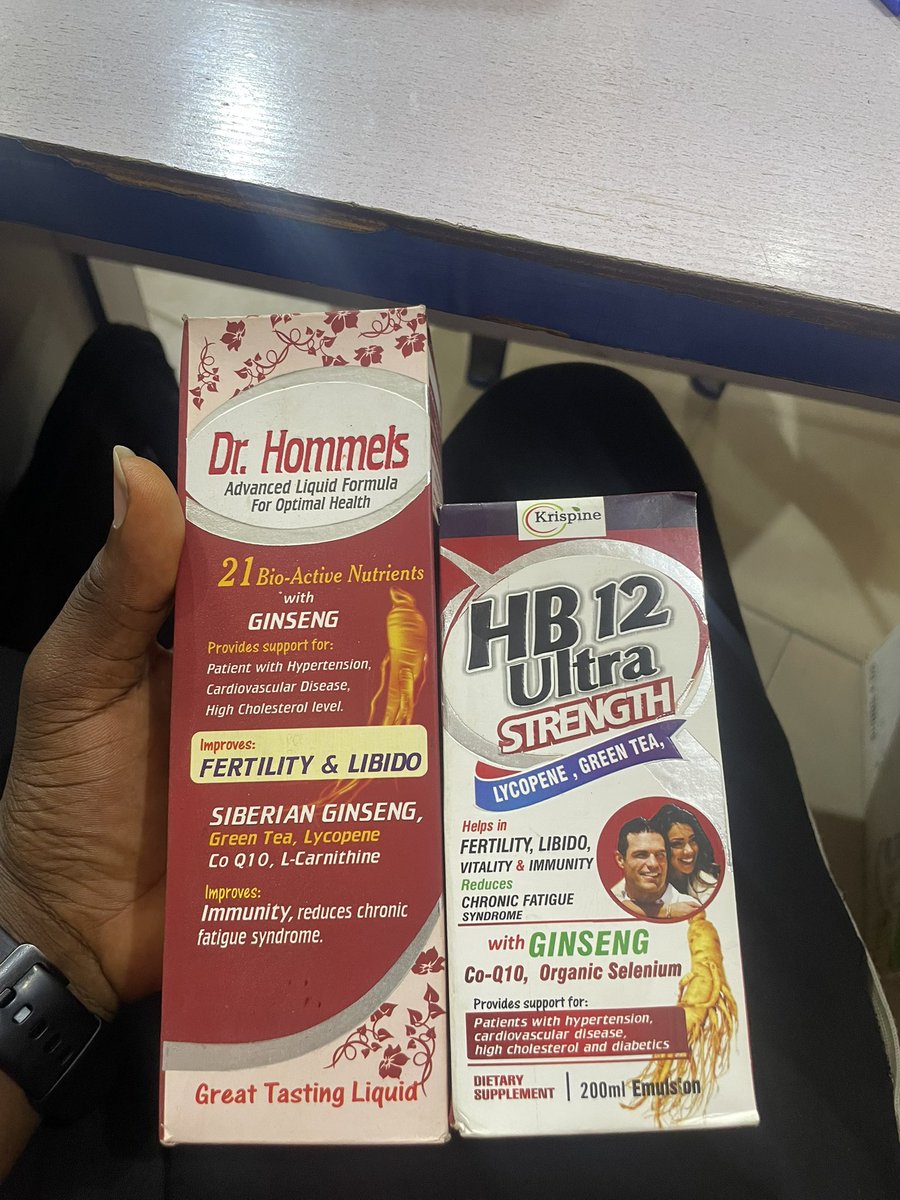 Dr. Hommels
Advanced Liquid Formula
For Optimal Health
21 Bio-Active Nutrients
with
GINSENG
Provides support for:
Patient with Hypertension,
Cardiovascular Disease,
High Cholesterol level.
Improves:
FERTILITY & LIBIDO
SIBERIAN GINSENG,
Green Tea, Lycopene
Co Q10, L-Carnithine
Improves:
Immunity, reduces chronic
fatigue syndrome.
Great Tasting Liquid
Krispine
HB 12
Ultra
STRENGTH
LYCOPENE, GREEN TEA,
Helps in
FERTILITY, LIBIDO,
VITALITY & IMMUNITY
Reduces
CHRONIC FATIGUE
SYNDROME
with GINSENG
Co-Q10, Organic Selenium
Provides support for:
Patients with hypertension,
cardiovascular disease,
high cholesterol and diabetics
DIETARY
SUPPLEMENT
200ml Emulsion